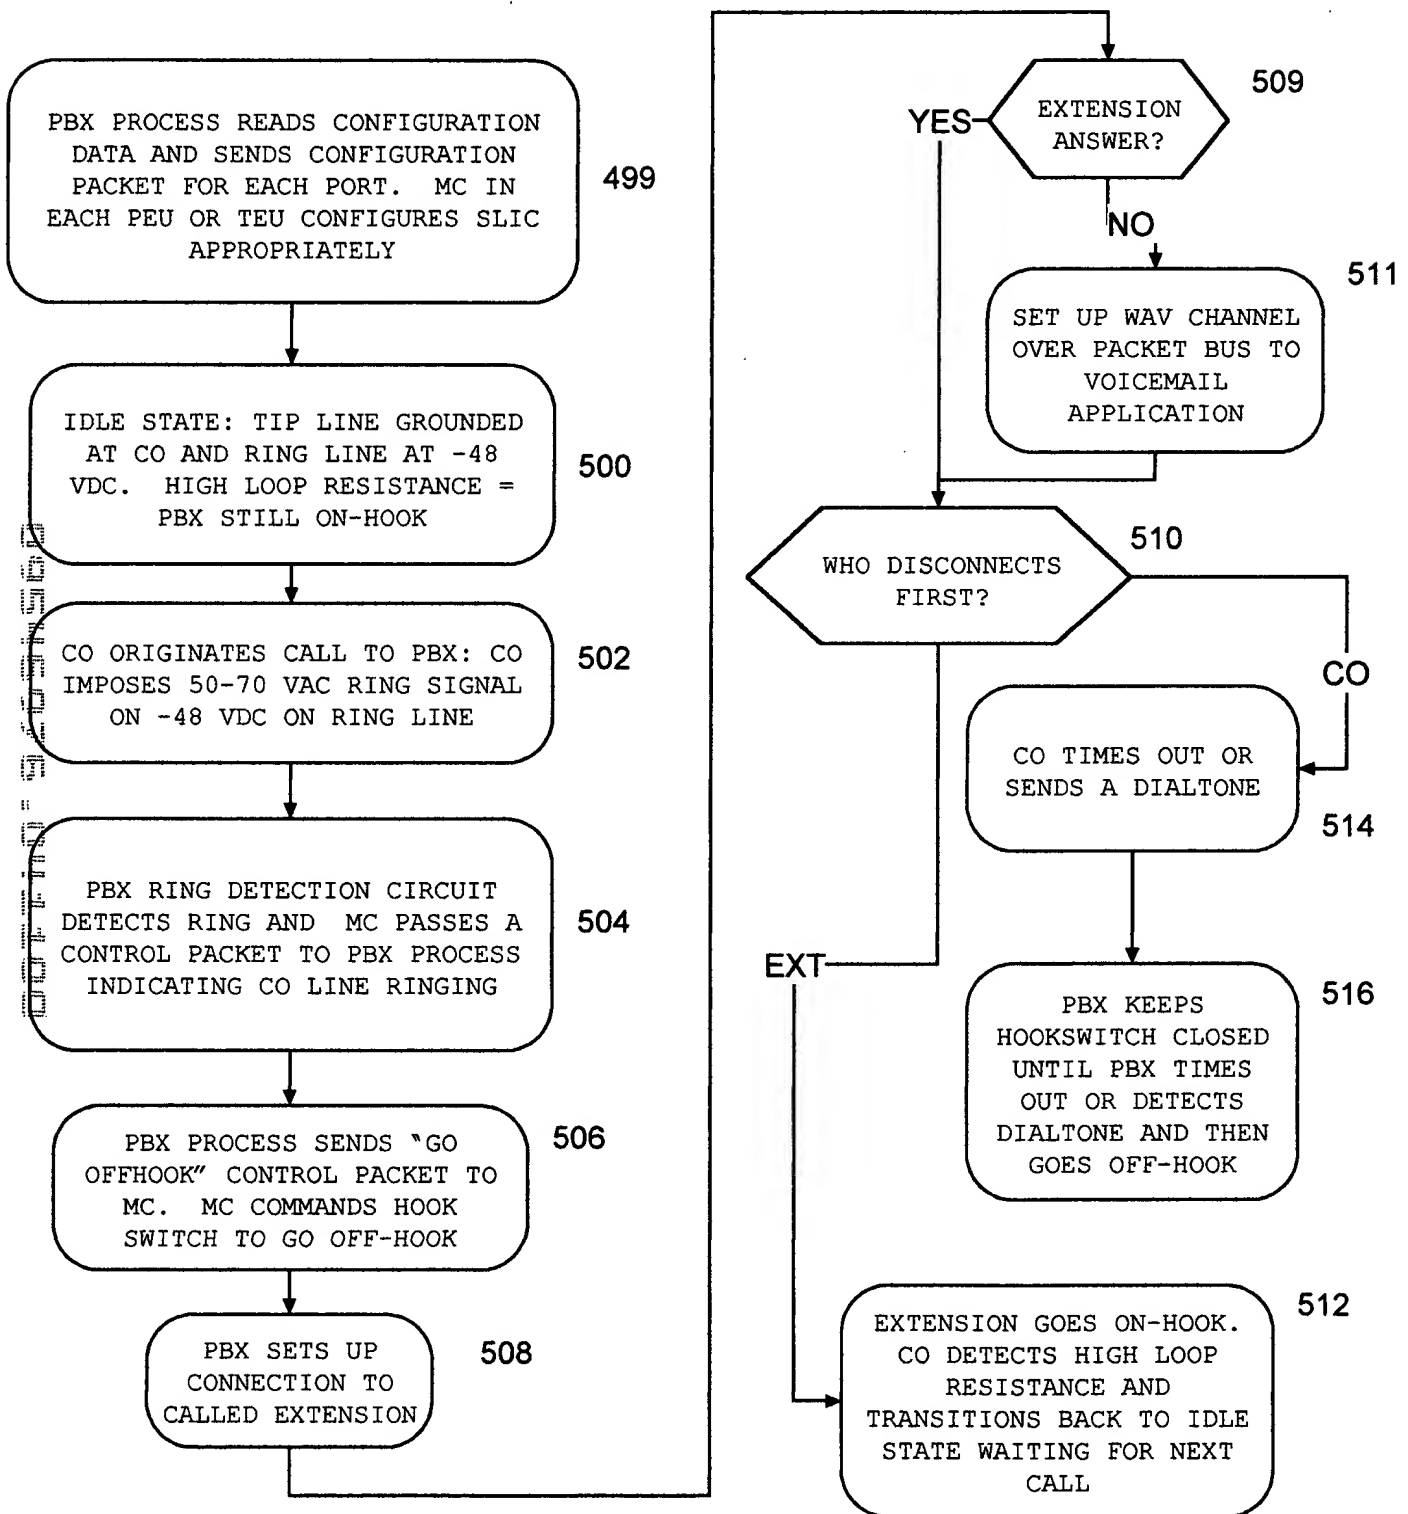 PBX PROCESS READS CONFIGURATION
DATA AND SENDS CONFIGURATION
PACKET FOR EACH PORT. MC IN
EACH PEU OR TEU CONFIGURES SLIC
APPROPRIATELY
499
IDLE STATE: TIP LINE GROUNDED
AT CO AND RING LINE AT -48
VDC. HIGH LOOP RESISTANCE =
PBX STILL ON-HOOK
500
CO ORIGINATES CALL TO PBX: CO
IMPOSES 50-70 VAC RING SIGNAL
ON -48 VDC ON RING LINE
502
PBX RING DETECTION CIRCUIT
DETECTS RING AND MC PASSES A
CONTROL PACKET TO PBX PROCESS
INDICATING CO LINE RINGING
504
PBX PROCESS SENDS "GO
OFFHOOK" CONTROL PACKET TO
MC. MC COMMANDS HOOK
SWITCH TO GO OFF-HOOK
506
PBX SETS UP
CONNECTION TO
CALLED EXTENSION
508
EXTENSION
ANSWER?
509
YES
NO
SET UP WAV CHANNEL
OVER PACKET BUS TO
VOICEMAIL
APPLICATION
511
WHO DISCONNECTS
FIRST?
510
CO
CO TIMES OUT OR
SENDS A DIALTONE
514
EXT
PBX KEEPS
HOOKSWITCH CLOSED
UNTIL PBX TIMES
OUT OR DETECTS
DIALTONE AND THEN
GOES OFF-HOOK
516
EXTENSION GOES ON-HOOK.
CO DETECTS HIGH LOOP
RESISTANCE AND
TRANSITIONS BACK TO IDLE
STATE WAITING FOR NEXT
CALL
512